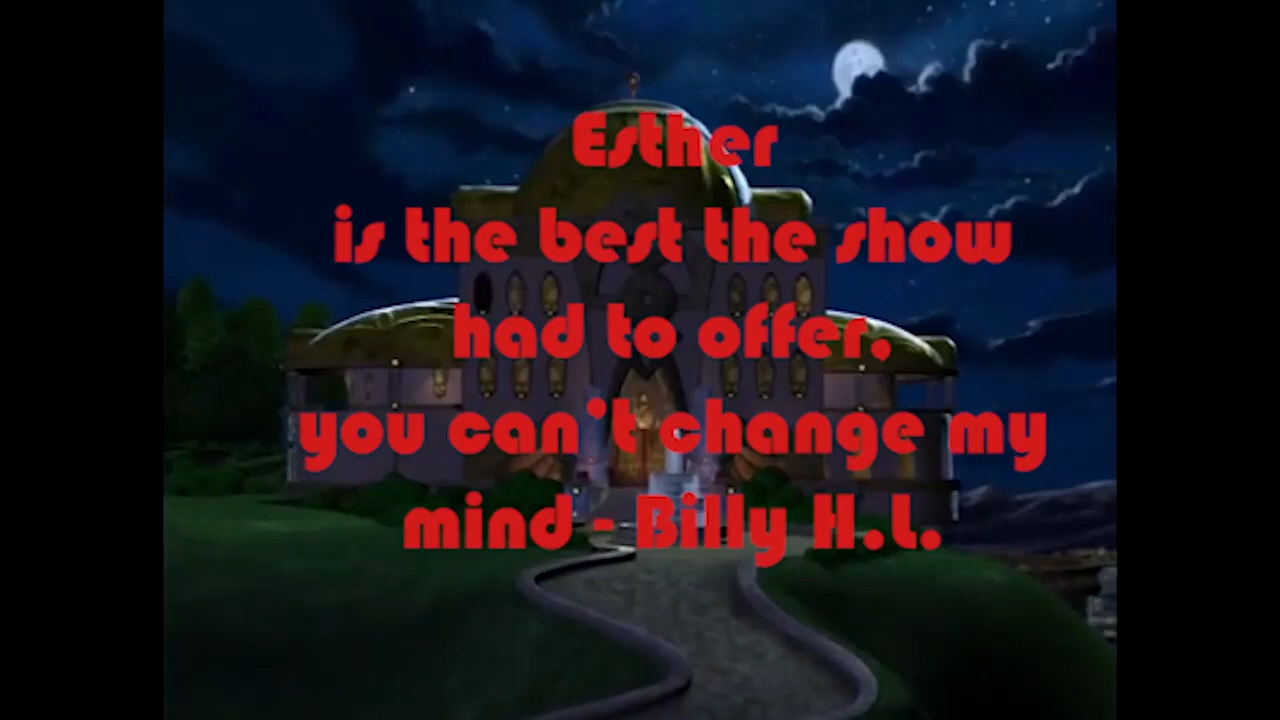 Esther
is the best the show
had to offer,
you can't change my
mind - Billy H.L.